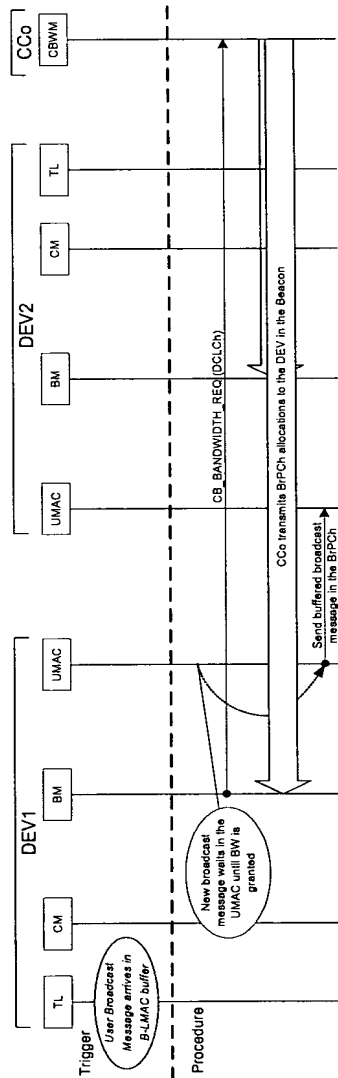 DEV1
DEV2
CCo
TL
CM
BM
UMAC
UMAC
BM
CM
TL
CBWM
Trigger
User Broadcast
Message arrives in
B-LMAC buffer
Procedure
New broadcast
message waits in the
UMAC until BW is
granted
CB_BANDWIDTH_REQ (DCLCh)
CCo transmits BrPCh allocations to the DEV in the Beacon
Send buffered broadcast
message in the BrPCh